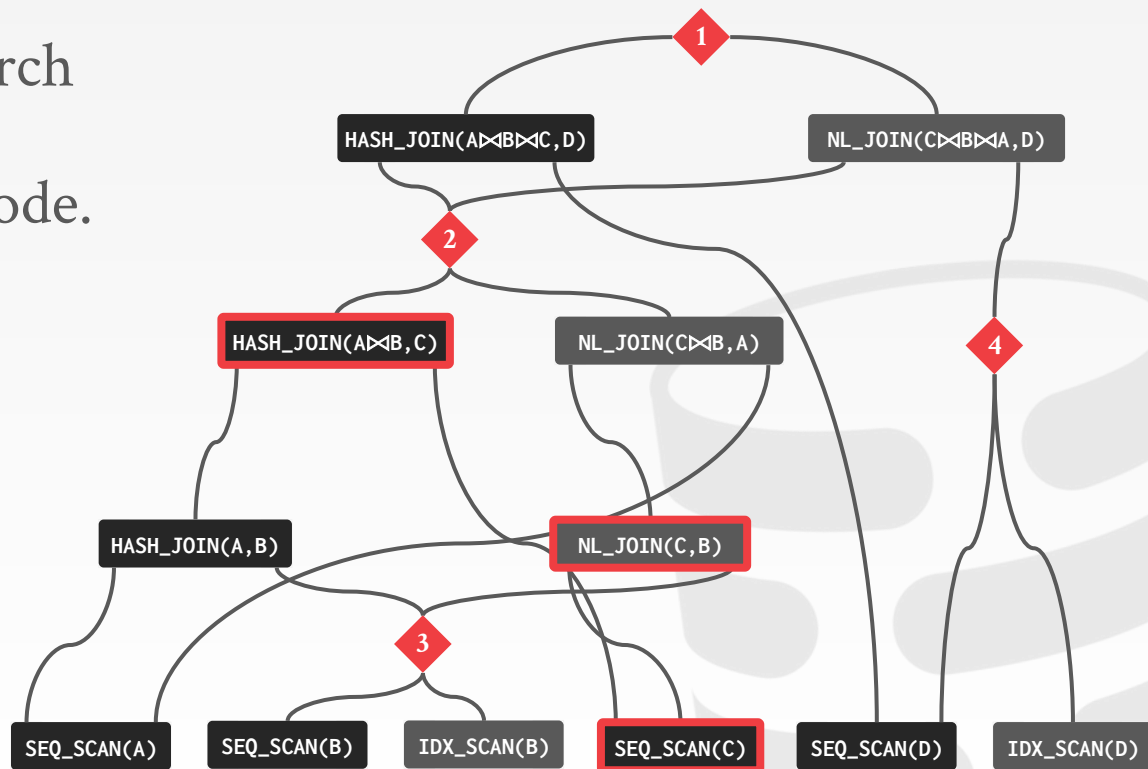 rch
ode.
1
HASH_JOIN(A⋈B⋈C,D)
NL_JOIN(C⋈B⋈A,D)
2
HASH_JOIN(A⋈B,C)
NL_JOIN(C⋈B,A)
4
HASH_JOIN(A,B)
NL_JOIN(C,B)
3
SEQ_SCAN(A)
SEQ_SCAN(B)
IDX_SCAN(B)
SEQ_SCAN(C)
SEQ_SCAN(D)
IDX_SCAN(D)